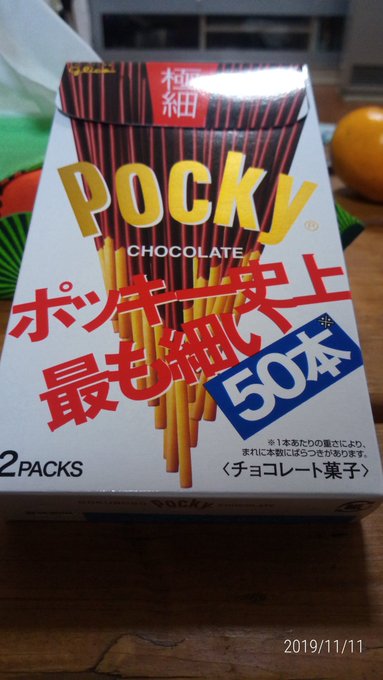 Glico
極細
Pocky®
CHOCOLATE
ポッキー史上
最も細い
50本※
※1本あたりの重さにより、
まれに本数にばらつきがあります。
2PACKS
〈チョコレート菓子〉
POCKY CHOCOLATE
2019/11/11